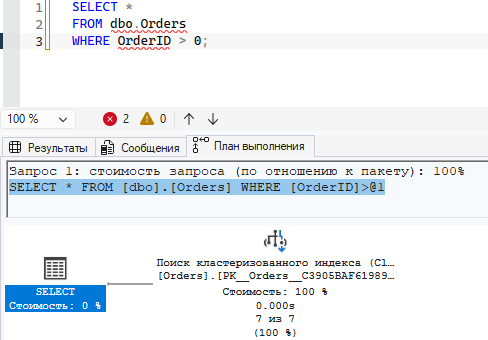 1 SELECT *
2 FROM dbo.Orders
3 WHERE OrderID > 0;
100 % 2 0
Результаты Сообщения План выполнения
Запрос 1: стоимость запроса (по отношению к пакету): 100%
SELECT * FROM [dbo].[Orders] WHERE [OrderID]>@1
Поиск кластеризованного индекса (Cl…
[Orders].[PK__Orders__C3905BAF61989…
SELECT
Стоимость: 0 %
Стоимость: 100 %
0.000s
7 из 7
(100 %)